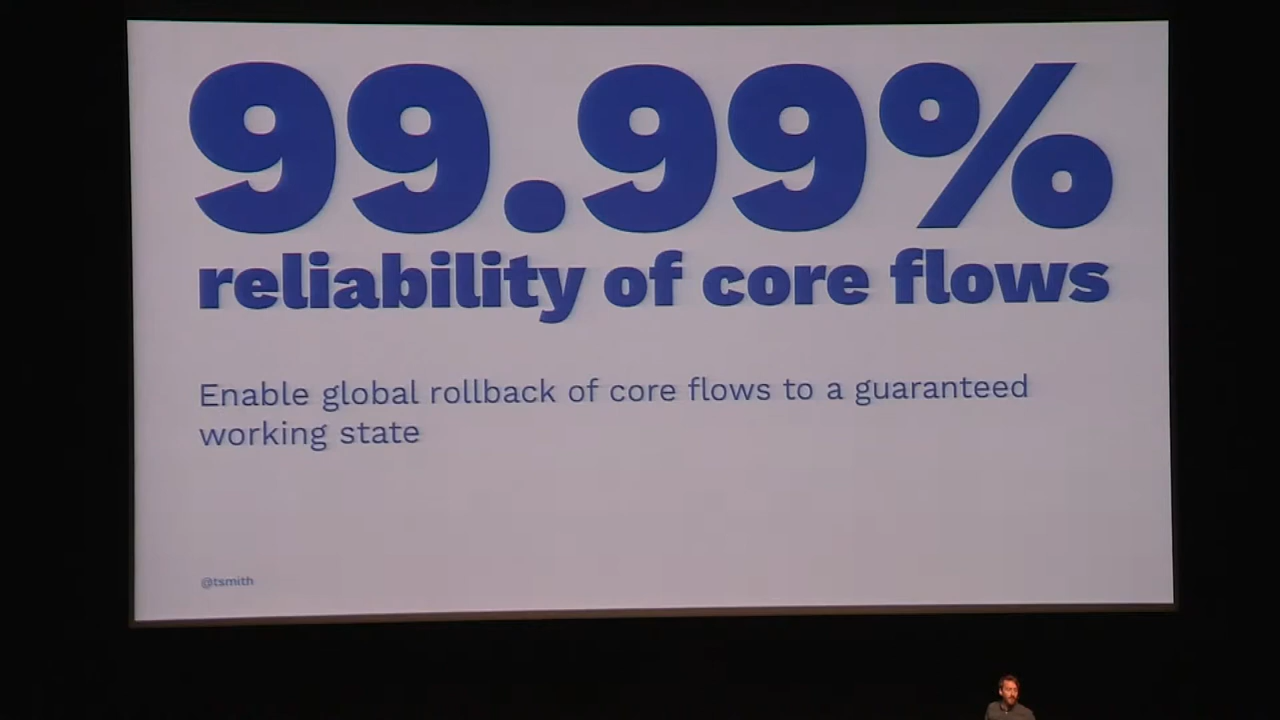 99.99%
reliability of core flows
Enable global rollback of core flows to a guaranteed
working state
@tsmith